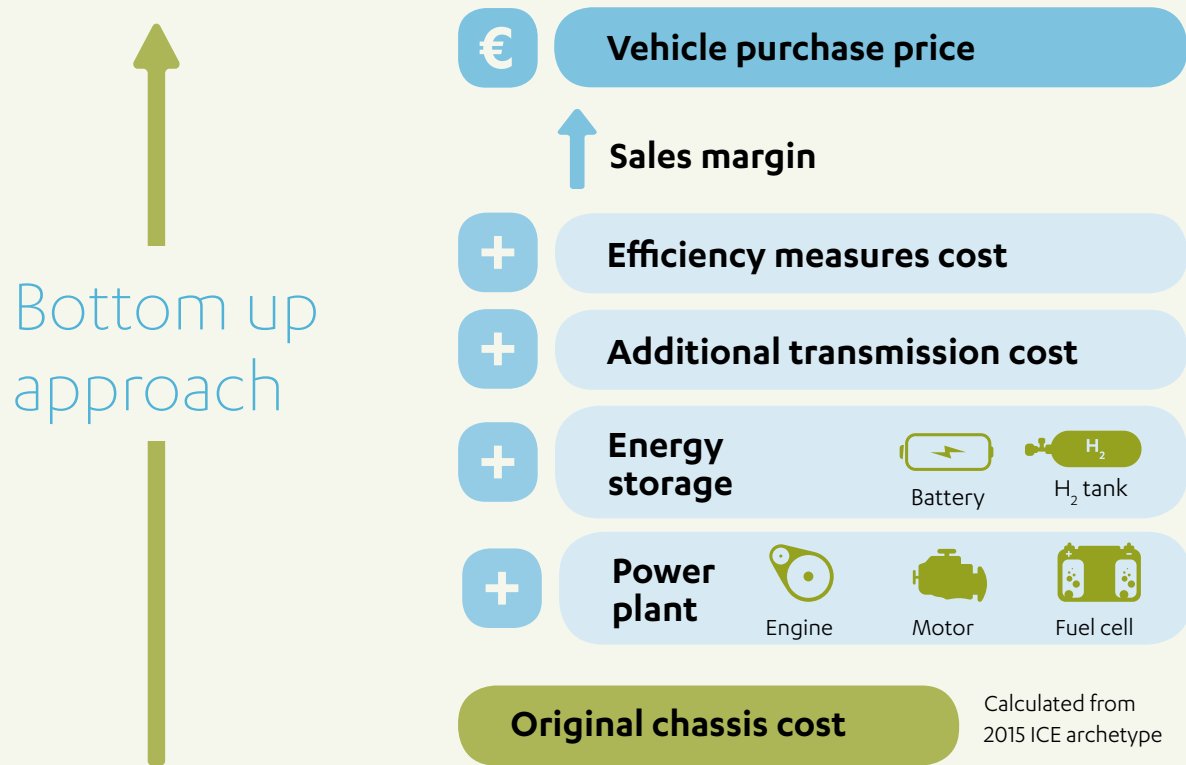 €
Vehicle purchase price
Sales margin
+
Efficiency measures cost
Bottom up
approach
+
Additional transmission cost
+
Energy
storage
H₂
Battery
H₂ tank
+
Power
plant
Engine
Motor
Fuel cell
Original chassis cost
Calculated from
2015 ICE archetype